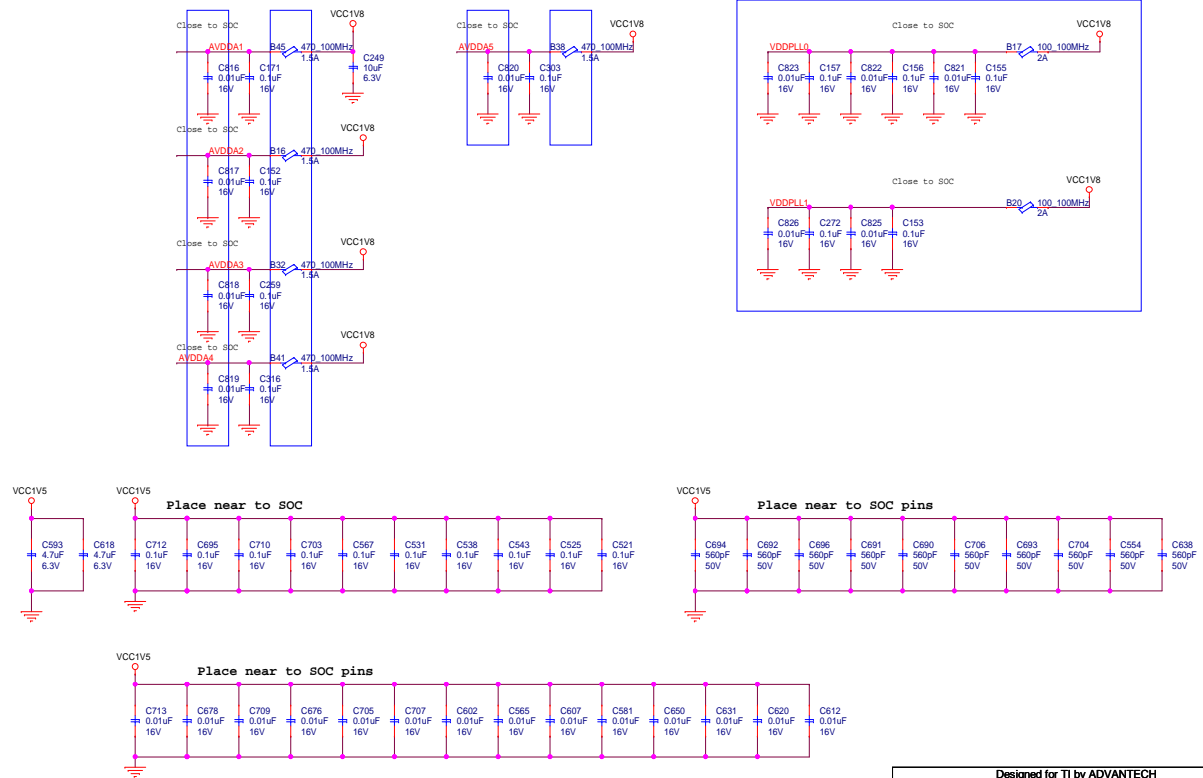 VCC1V8
Close to SOC
AVDDA1
B45
470_100MHz
1.5A
C249
10uF
6.3V
C816
0.01uF
16V
C171
0.1uF
16V
Close to SOC
VCC1V8
AVDDA2
B16
470_100MHz
1.5A
C817
0.01uF
16V
C152
0.1uF
16V
Close to SOC
VCC1V8
AVDDA3
B32
470_100MHz
1.5A
C818
0.01uF
16V
C259
0.1uF
16V
Close to SOC
VCC1V8
AVDDA4
B41
470_100MHz
1.5A
C819
0.01uF
16V
C316
0.1uF
16V
VCC1V8
Close to SOC
AVDDA5
B38
470_100MHz
1.5A
C820
0.01uF
16V
C303
0.1uF
16V
Close to SOC
VCC1V8
VDDPLL0
B17
100_100MHz
2A
C823
0.01uF
16V
C157
0.1uF
16V
C822
0.01uF
16V
C156
0.1uF
16V
C821
0.01uF
16V
C155
0.1uF
16V
Close to SOC
VCC1V8
VDDPLL1
B20
100_100MHz
2A
C826
0.01uF
16V
C272
0.1uF
16V
C825
0.01uF
16V
C153
0.1uF
16V
VCC1V5
C593
4.7uF
6.3V
C618
4.7uF
6.3V
VCC1V5
Place near to SOC
C712
0.1uF
16V
C695
0.1uF
16V
C710
0.1uF
16V
C703
0.1uF
16V
C567
0.1uF
16V
C531
0.1uF
16V
C538
0.1uF
16V
C543
0.1uF
16V
C525
0.1uF
16V
C521
0.1uF
16V
VCC1V5
Place near to SOC pins
C694
560pF
50V
C692
560pF
50V
C696
560pF
50V
C691
560pF
50V
C690
560pF
50V
C706
560pF
50V
C693
560pF
50V
C704
560pF
50V
C554
560pF
50V
C638
560pF
50V
VCC1V5
Place near to SOC pins
C713
0.01uF
16V
C678
0.01uF
16V
C709
0.01uF
16V
C676
0.01uF
16V
C705
0.01uF
16V
C707
0.01uF
16V
C602
0.01uF
16V
C565
0.01uF
16V
C607
0.01uF
16V
C581
0.01uF
16V
C650
0.01uF
16V
C631
0.01uF
16V
C620
0.01uF
16V
C612
0.01uF
16V
Designed for TI by ADVANTECH